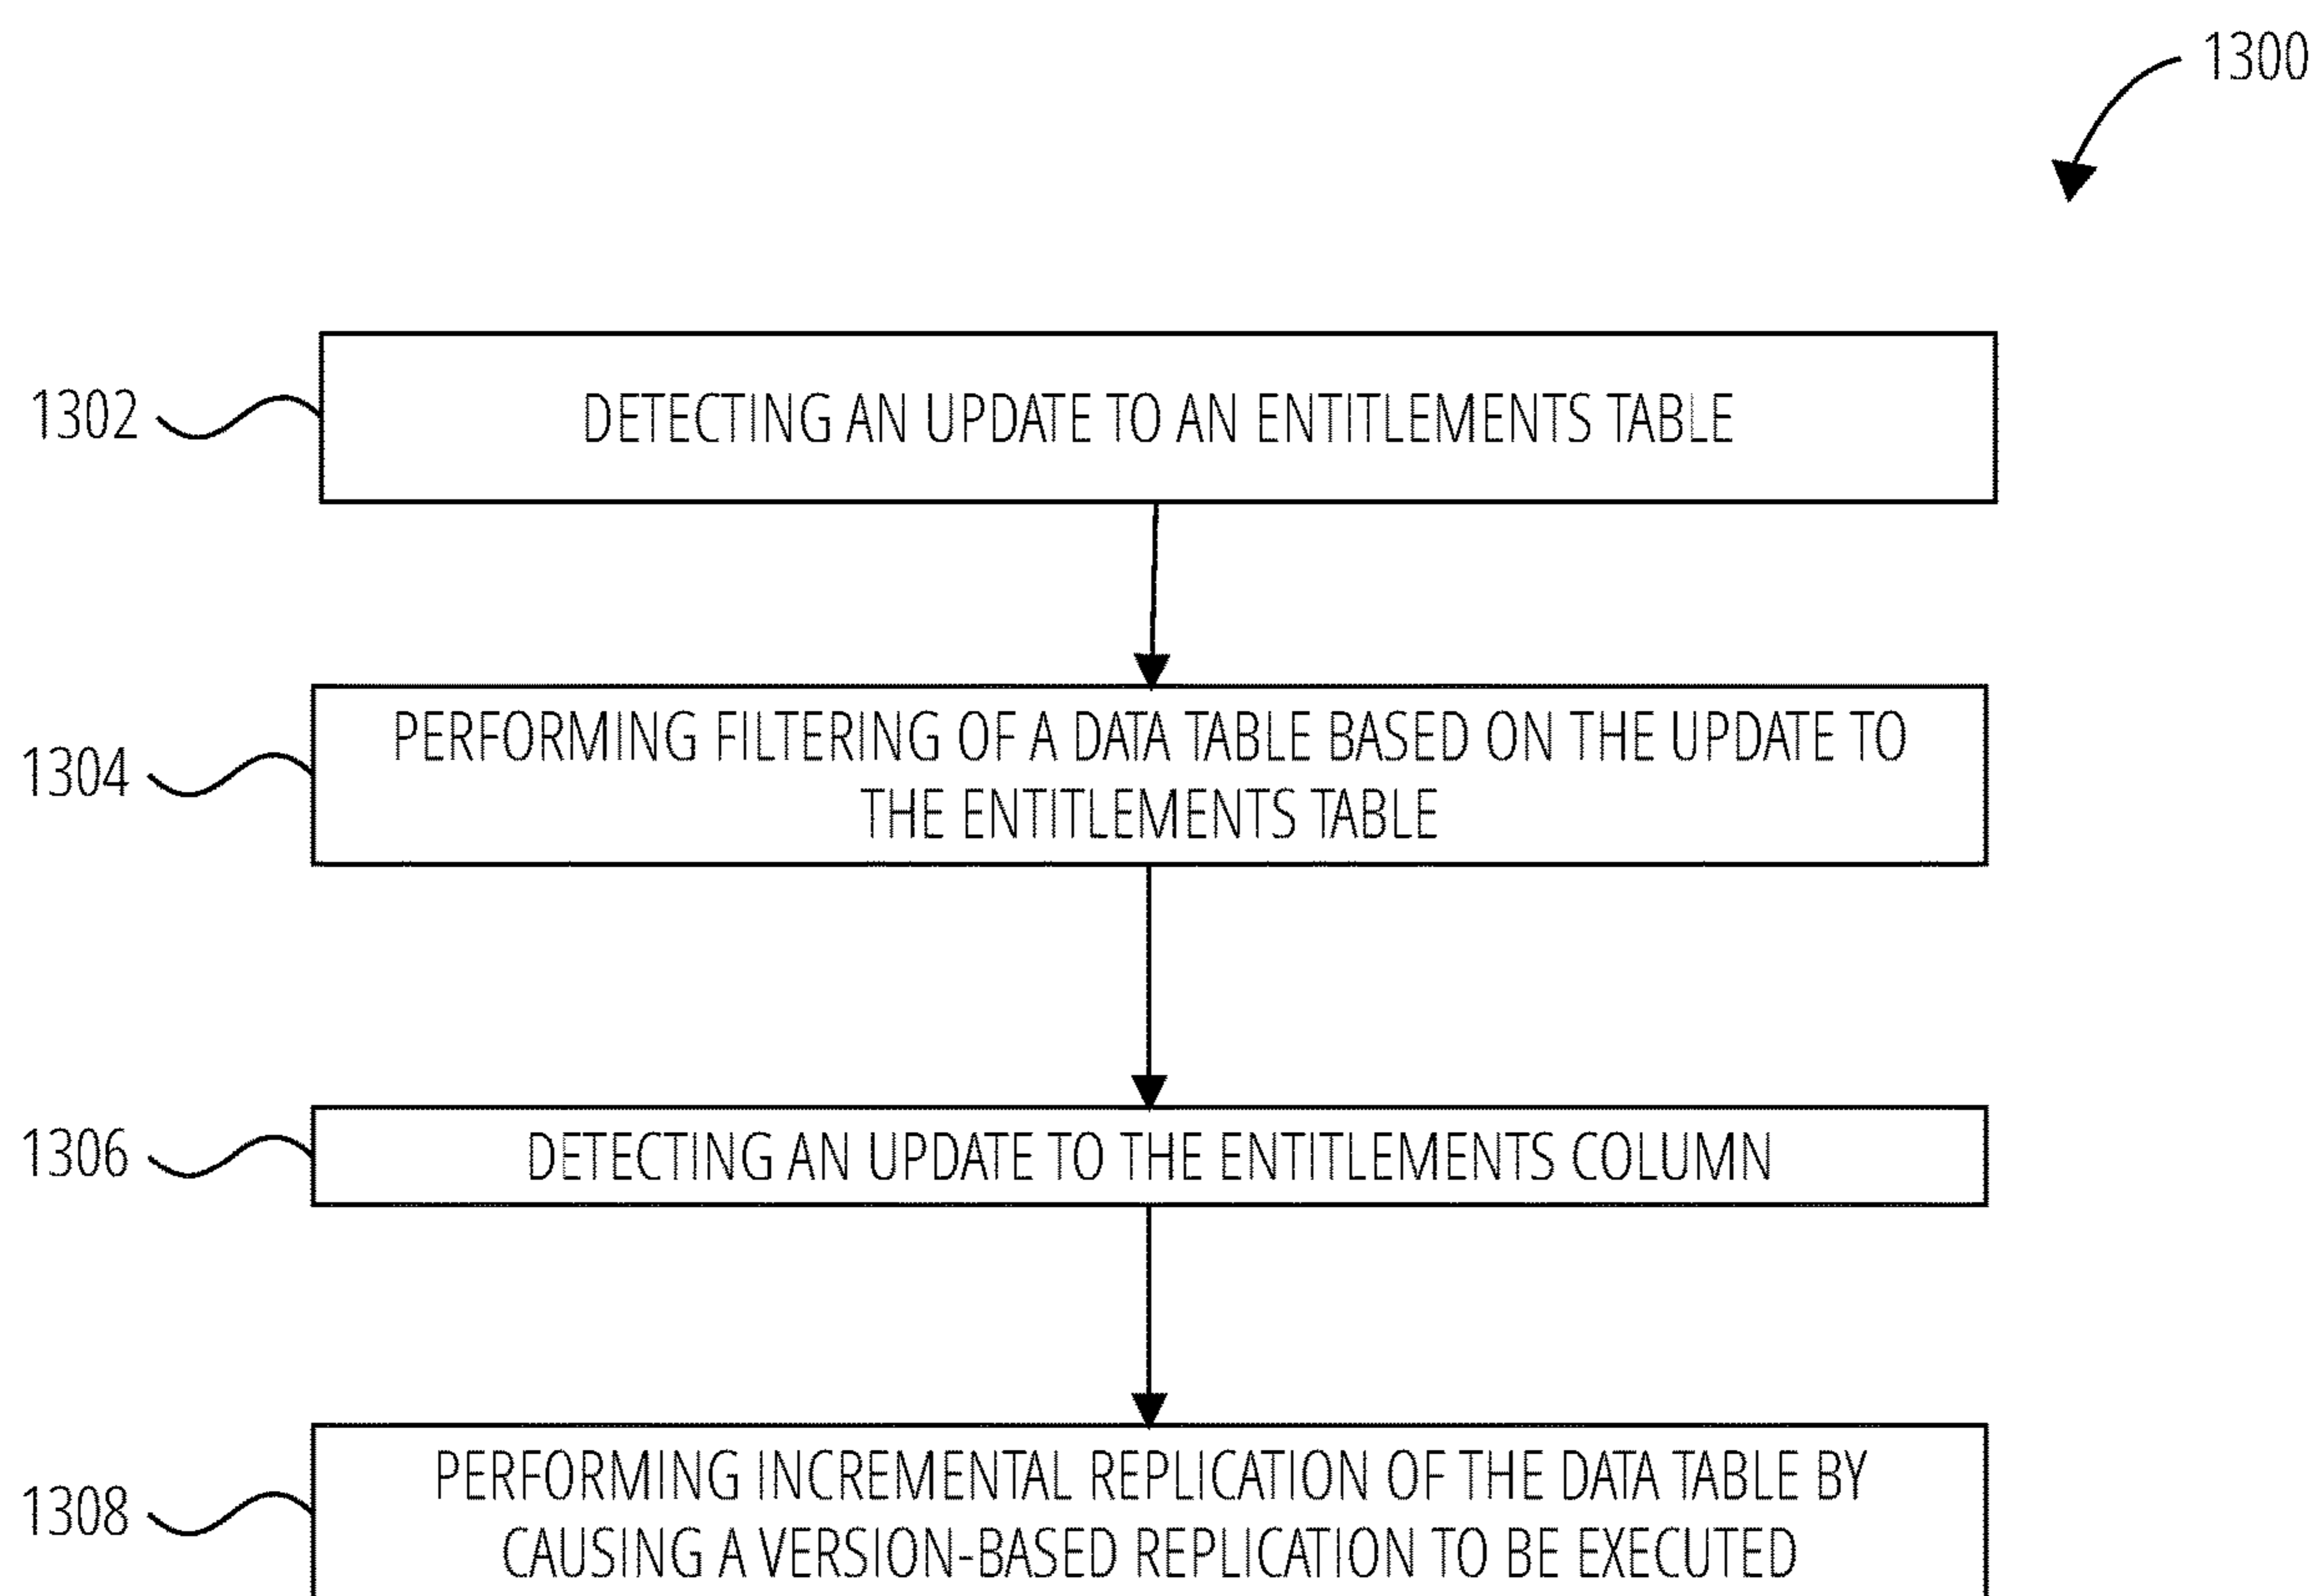 1300
1302
DETECTING AN UPDATE TO AN ENTITLEMENTS TABLE
1304
PERFORMING FILTERING OF A DATA TABLE BASED ON THE UPDATE TO
THE ENTITLEMENTS TABLE
1306
DETECTING AN UPDATE TO THE ENTITLEMENTS COLUMN
1308
PERFORMING INCREMENTAL REPLICATION OF THE DATA TABLE BY
CAUSING A VERSION-BASED REPLICATION TO BE EXECUTED